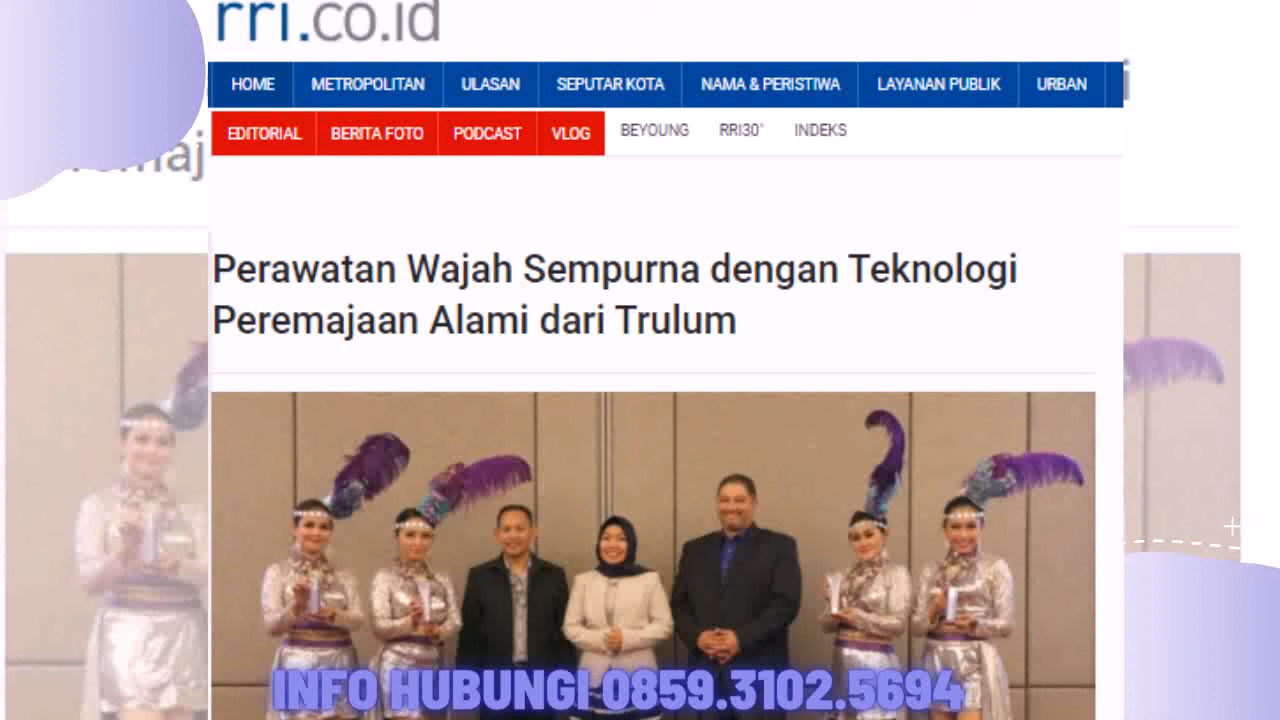 rri.co.id
HOME METROPOLITAN ULASAN SEPUTAR KOTA NAMA & PERISTIWA LAYANAN PUBLIK URBAN
EDITORIAL BERITA FOTO PODCAST VLOG BEYOUNG RRI30° INDEKS
Perawatan Wajah Sempurna dengan Teknologi
Peremajaan Alami dari Trulum
INFO HUBUNGI 0859.3102.5694